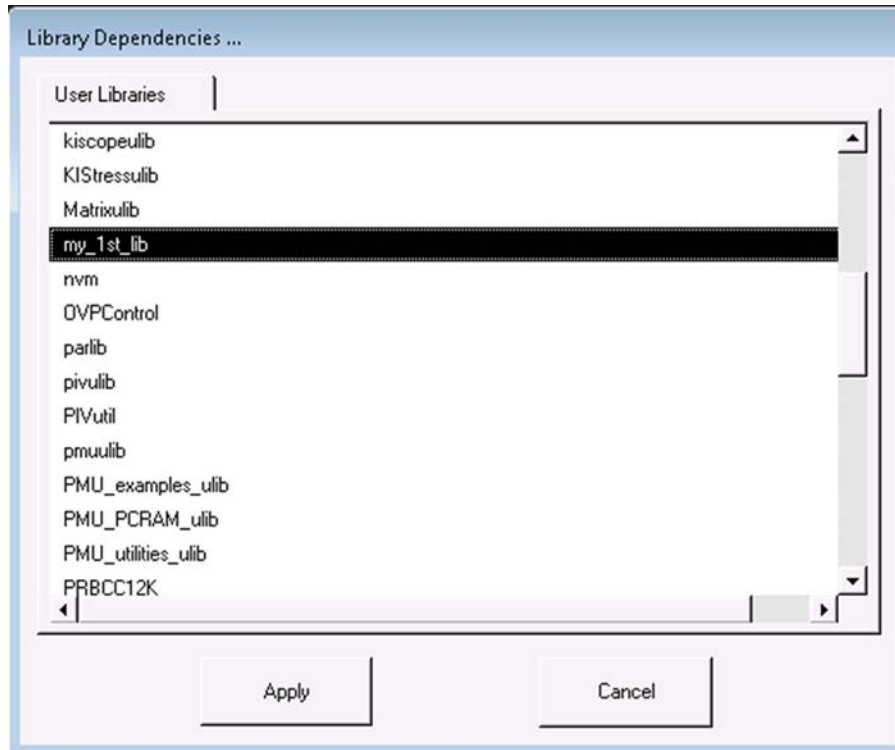 Library Dependencies ...
User Libraries
kiscopeulib
KIStressulib
Matrixulib
my_1st_lib
nvm
OVPControl
parlib
pivulib
PIVutil
pmuulib
PMU_examples_ulib
PMU_PCRAM_ulib
PMU_utilities_ulib
PRBCC12K
Apply Cancel